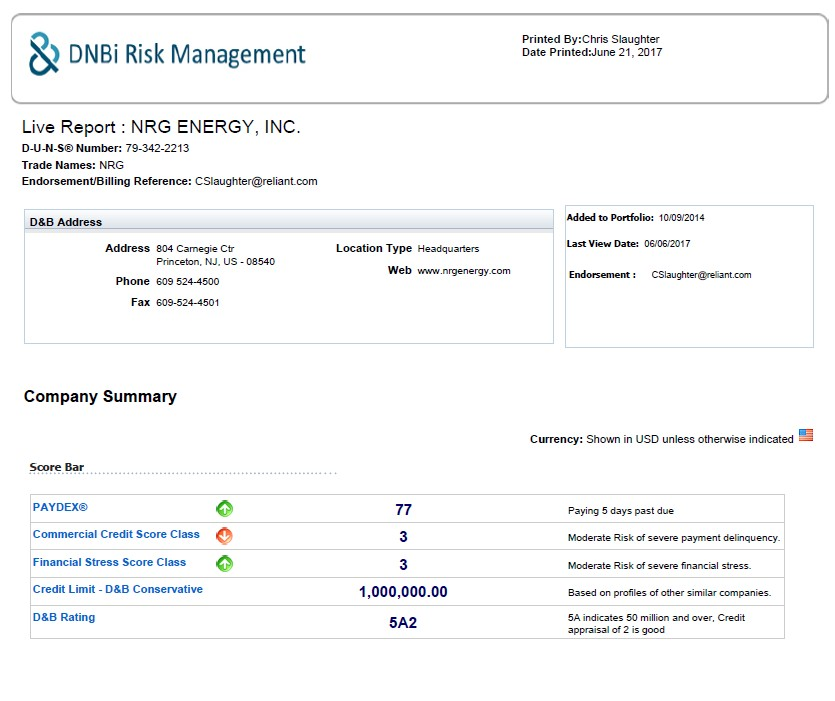 DNBi Risk Management
Printed By:Chris Slaughter
Date Printed:June 21, 2017
Live Report : NRG ENERGY, INC.
D-U-N-S® Number: 79-342-2213
Trade Names: NRG
Endorsement/Billing Reference: CSlaughter@reliant.com
D&B Address
Address 804 Carnegie Ctr
Princeton, NJ, US - 08540
Phone 609 524-4500
Fax 609-524-4501
Location Type Headquarters
Web www.nrgenergy.com
Added to Portfolio: 10/09/2014
Last View Date: 06/06/2017
Endorsement : CSlaughter@reliant.com
Company Summary
Currency: Shown in USD unless otherwise indicated
Score Bar
PAYDEX® 77 Paying 5 days past due
Commercial Credit Score Class 3 Moderate Risk of severe payment delinquency.
Financial Stress Score Class 3 Moderate Risk of severe financial stress.
Credit Limit - D&B Conservative 1,000,000.00 Based on profiles of other similar companies.
D&B Rating 5A2 5A indicates 50 million and over, Credit
appraisal of 2 is good